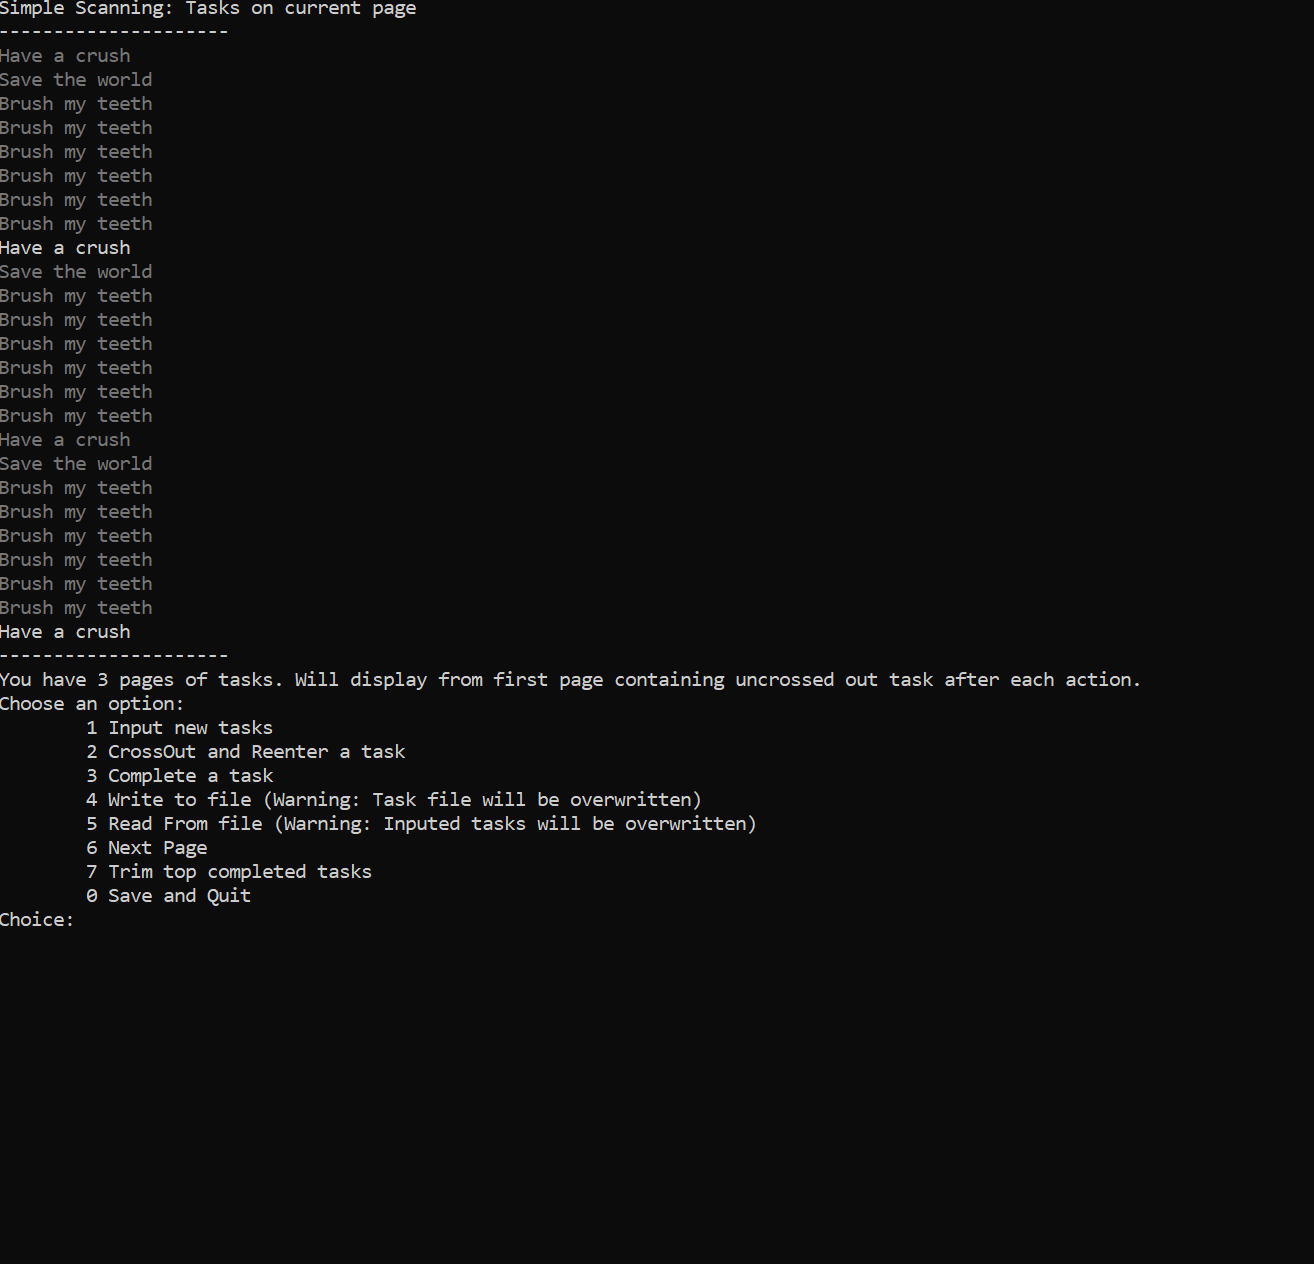 Simple Scanning: Tasks on current page
---------------------
Have a crush
Save the world
Brush my teeth
Brush my teeth
Brush my teeth
Brush my teeth
Brush my teeth
Brush my teeth
Have a crush
Save the world
Brush my teeth
Brush my teeth
Brush my teeth
Brush my teeth
Brush my teeth
Brush my teeth
Have a crush
Save the world
Brush my teeth
Brush my teeth
Brush my teeth
Brush my teeth
Brush my teeth
Brush my teeth
Have a crush
---------------------
You have 3 pages of tasks. Will display from first page containing uncrossed out task after each action.
Choose an option:
1 Input new tasks
2 CrossOut and Reenter a task
3 Complete a task
4 Write to file (Warning: Task file will be overwritten)
5 Read From file (Warning: Inputed tasks will be overwritten)
6 Next Page
7 Trim top completed tasks
0 Save and Quit
Choice: